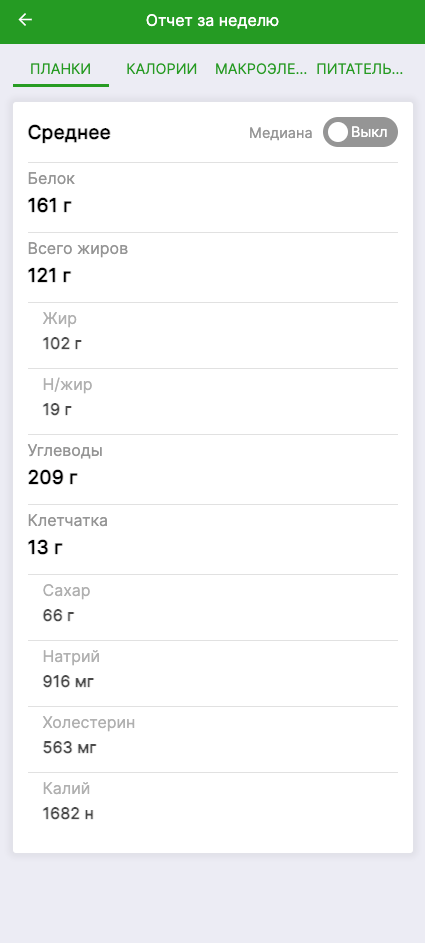 Отчет за неделю
ПЛАНКИ КАЛОРИИ МАКРОЭЛЕ... ПИТАТЕЛЬ...
Среднее Медиана Выкл
Белок
161 г
Всего жиров
121 г
Жир
102 г
Н/жир
19 г
Углеводы
209 г
Клетчатка
13 г
Сахар
66 г
Натрий
916 мг
Холестерин
563 мг
Калий
1682 н